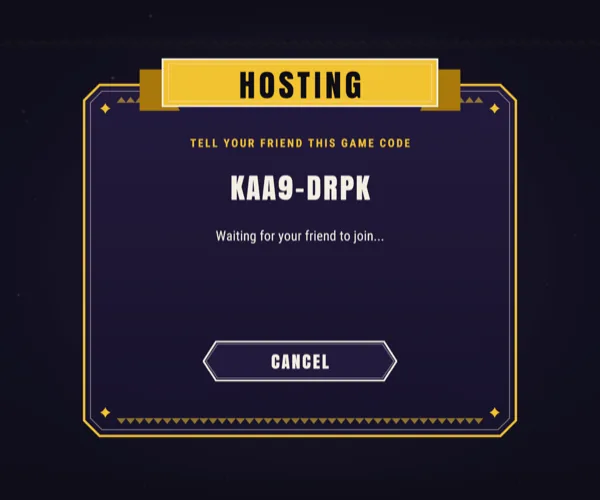 HOSTING
TELL YOUR FRIEND THIS GAME CODE
KAA9-DRPK
Waiting for your friend to join...
CANCEL